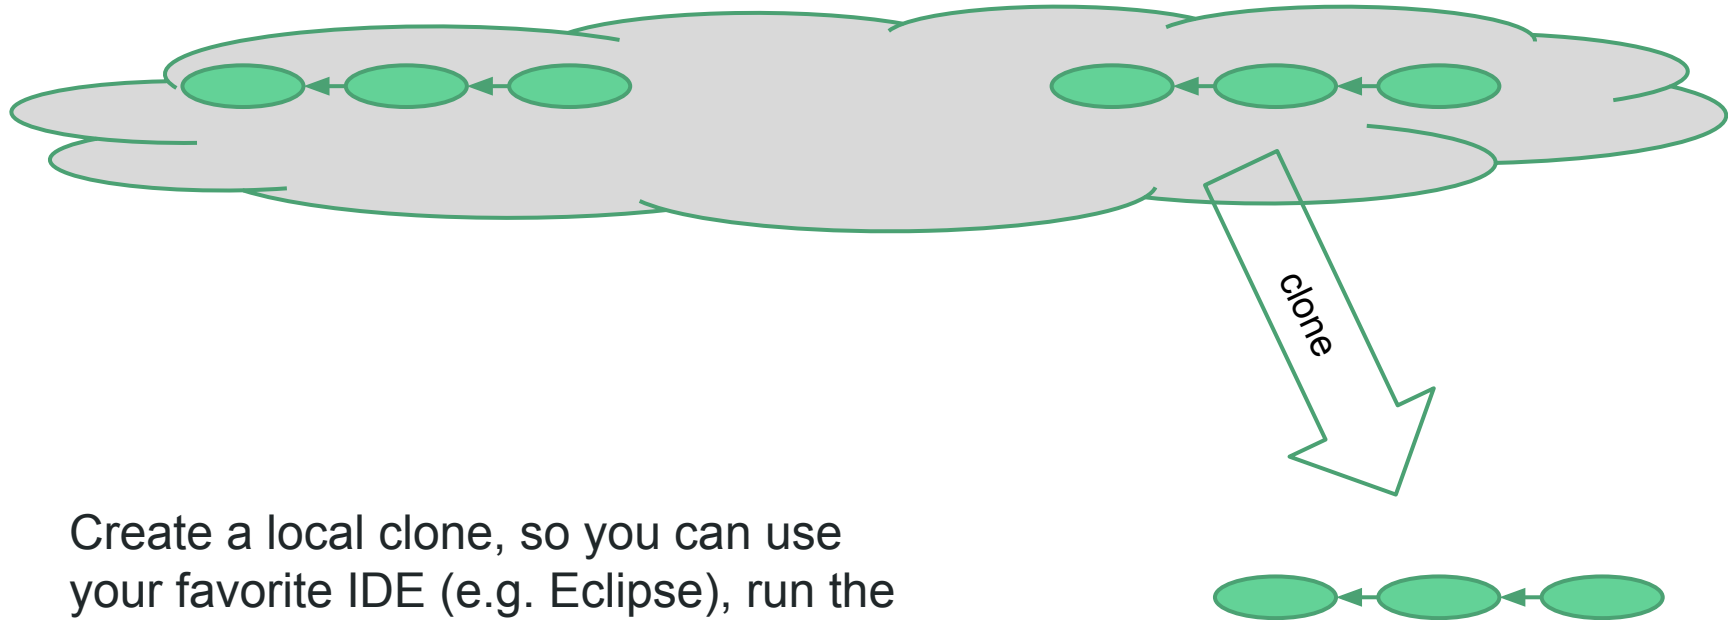 clone
Create a local clone, so you can use
your favorite IDE (e.g. Eclipse), run the